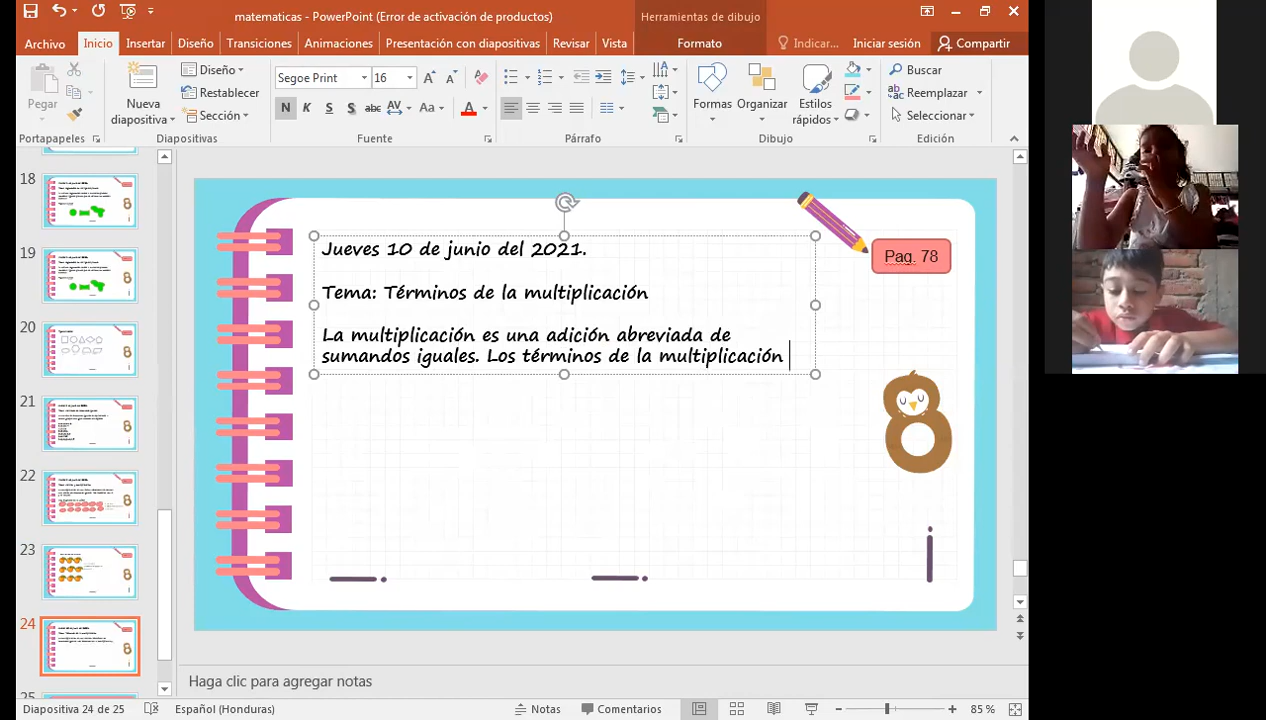 matematicas - PowerPoint (Error de activación de productos)
Herramientas de dibujo
Archivo Inicio Insertar Diseño Transiciones Animaciones Presentación con diapositivas Revisar Vista Formato Indicar... Iniciar sesión Compartir
Pegar
Nueva diapositiva
Diseño
Restablecer
Sección
Segoe Print 16
N K S S abc AV Aa A
Formas
Organizar
Estilos rápidos
Buscar
Reemplazar
Seleccionar
Portapapeles Diapositivas Fuente Párrafo Dibujo Edición
18
19
20
21
22
23
24
Jueves 10 de junio del 2021.
Pag. 78
Tema: Términos de la multiplicación
La multiplicación es una adición abreviada de
sumandos iguales. Los términos de la multiplicación
8
Haga clic para agregar notas
Diapositiva 24 de 25 Español (Honduras) Notas Comentarios 85 %